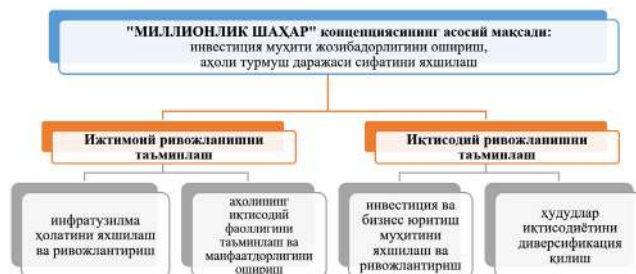 "МИЛЛИОНЛИК ШАҲАР" концепциясининг асосий мақсади:
инвестиция муҳити жозибадорлигини ошириш,
аҳоли турмуш даражаси сифатини яхшилаш
Ижтимоий ривожланишни
таъминлаш
Иқтисодий ривожланишни
таъминлаш
инфратузилма
ҳолатини яхшилаш
ва ривожлантириш
аҳолининг
иқтисодий
фаоллигини
таъминлаш ва
манфаатдорлигини
ошириш
инвестиция ва
бизнес юритиш
муҳитини
яхшилаш ва
ривожлантириш
ҳудудлар
иқтисодиётини
диверсификация
қилиш